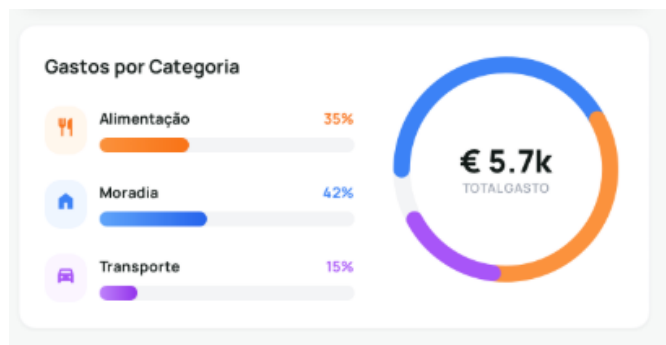 Gastos por Categoria
Alimentação 35%
Moradia 42%
Transporte 15%
€ 5.7k
TOTALGASTO